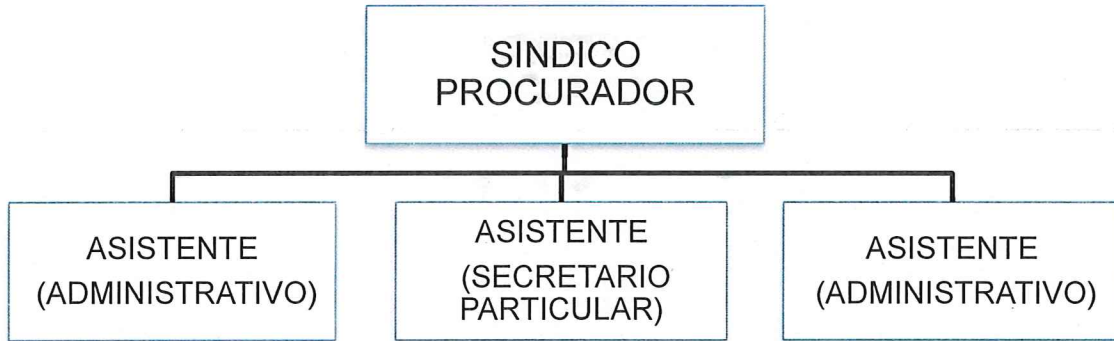 SINDICO
PROCURADOR
ASISTENTE
(ADMINISTRATIVO)
ASISTENTE
(SECRETARIO
PARTICULAR)
ASISTENTE
(ADMINISTRATIVO)